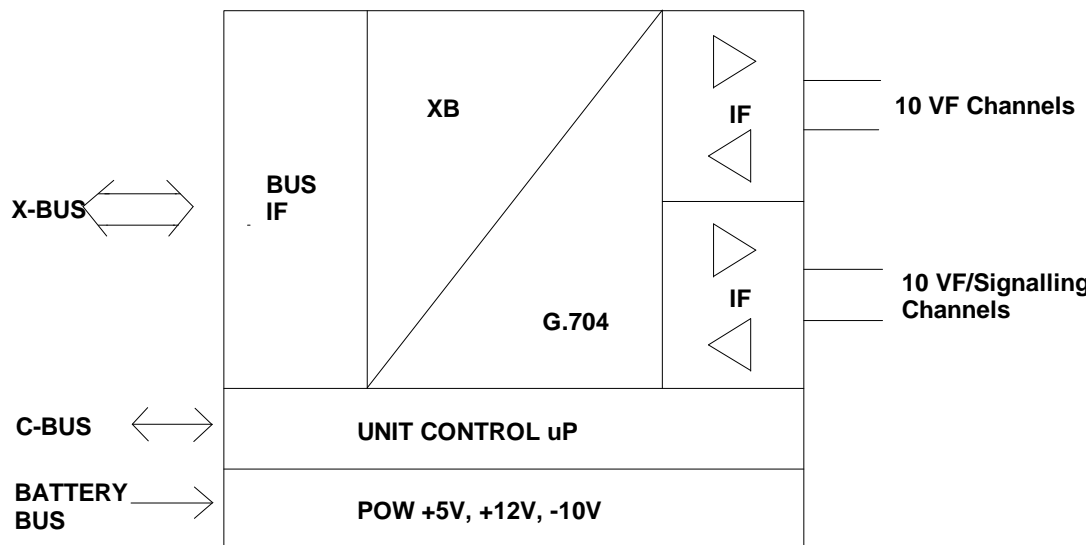 XB
IF
10 VF Channels
X-BUS
BUS
IF
10 VF/Signalling
Channels
IF
G.704
C-BUS
UNIT CONTROL uP
BATTERY
BUS
POW +5V, +12V, -10V